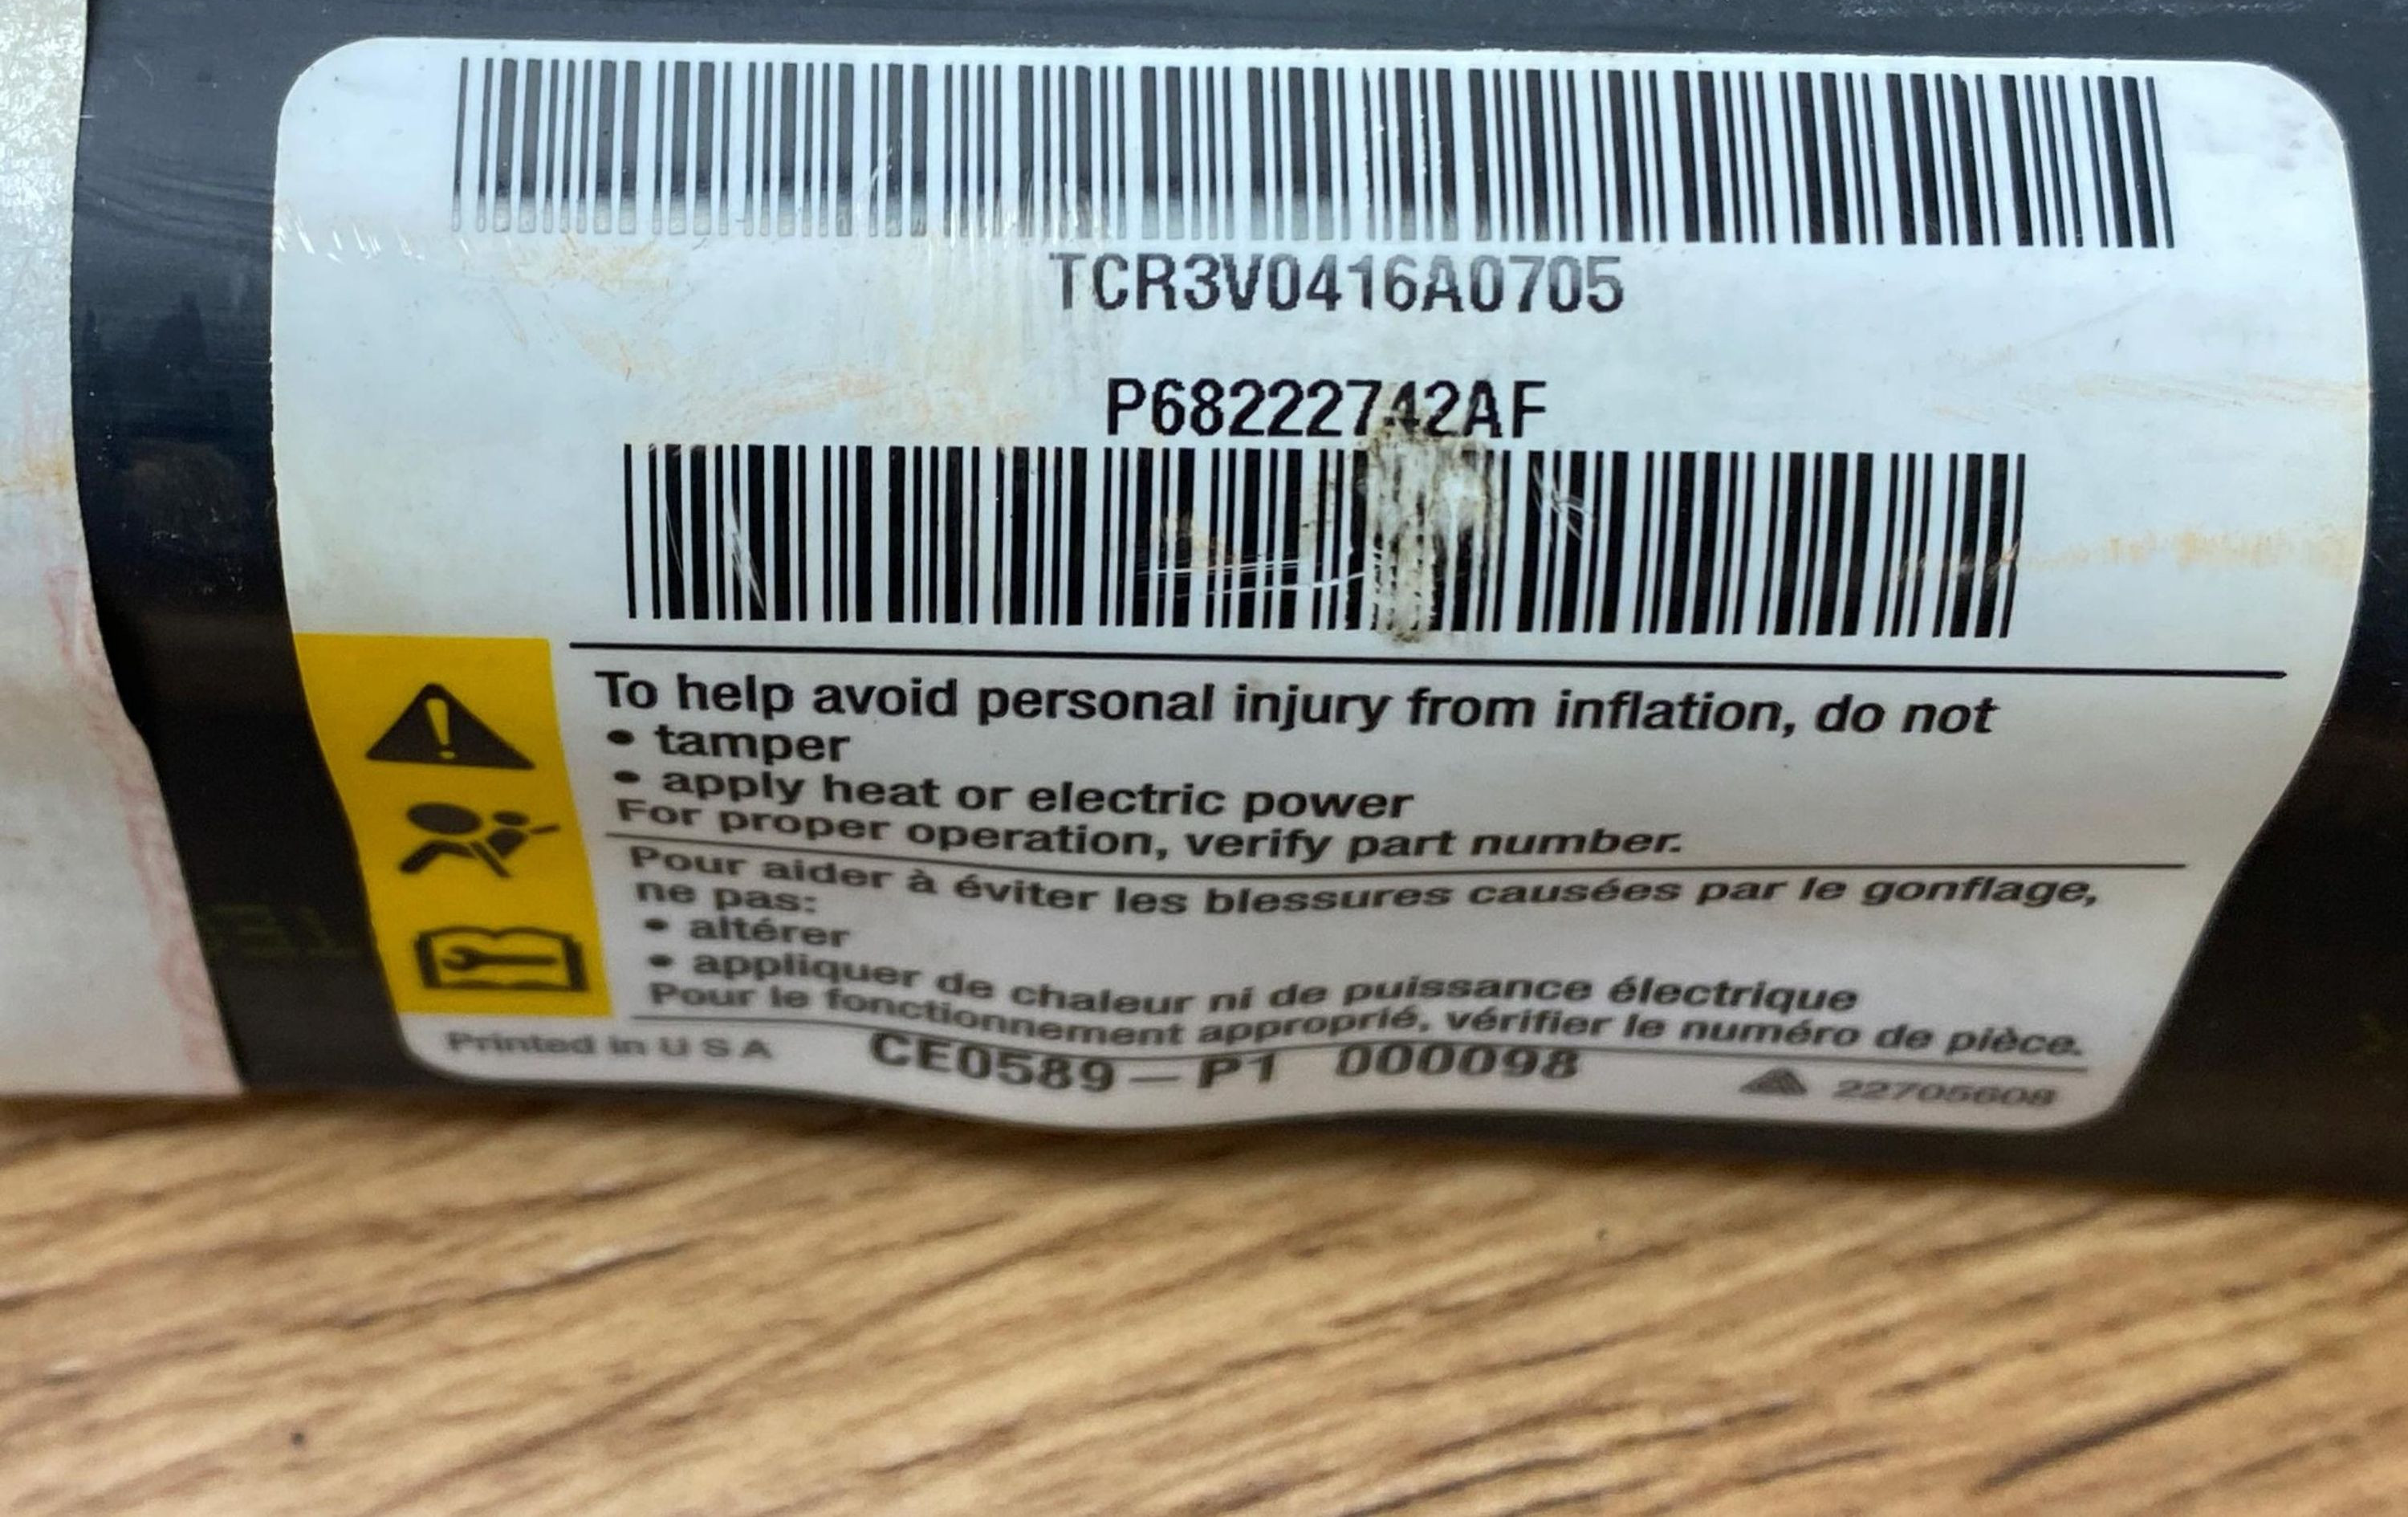 TCR3V0416A0705
P68222742AF
To help avoid personal injury from inflation, do not
• tamper
• apply heat or electric power
For proper operation, verify part number.
Pour aider à éviter les blessures causées par le gonflage,
ne pas:
• altérer
• appliquer de chaleur ni de puissance électrique
Pour le fonctionnement approprié, vérifier le numéro de pièce.
Printed in U S A
CE0589 – P1 000098
22705608